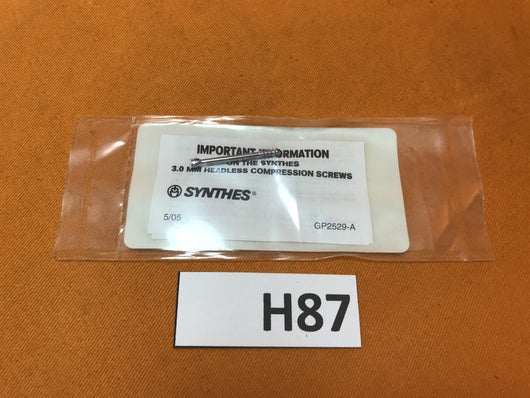 IMPORTANT INFORMATION
ON THE SYNTHES
3.0 MM HEADLESS COMPRESSION SCREWS
SYNTHES®
5/05 GP2529-A
H87